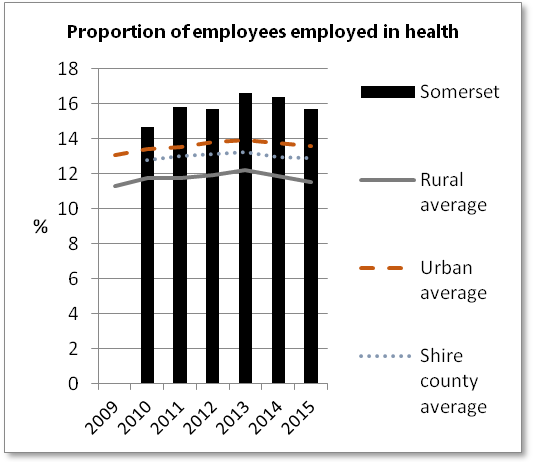 Proportion of employees employed in health
18
16
14
12
10
8
6
4
2
0
%
2009
2010
2011
2012
2013
2014
2015
Somerset
Rural
average
Urban
average
Shire
county
average